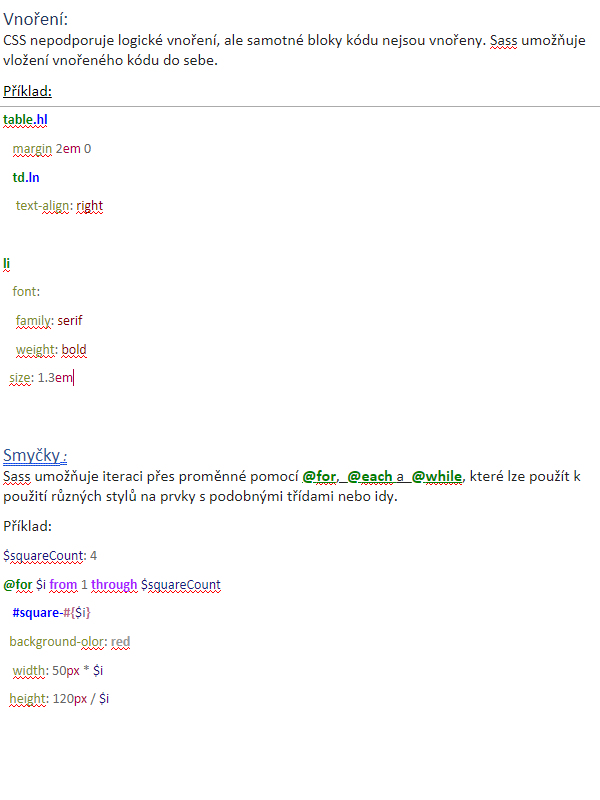 Vnoření:
CSS nepodporuje logické vnoření, ale samotné bloky kódu nejsou vnořeny. Sass umožňuje
vložení vnořeného kódu do sebe.
Příklad:
table.hl
margin 2em 0
td.ln
text-align: right
li
font:
family: serif
weight: bold
size: 1.3em
Smyčky :
Sass umožňuje iteraci přes proměnné pomocí @for, @each a @while, které lze použít k
použití různých stylů na prvky s podobnými třídami nebo idy.
Příklad:
$squareCount: 4
@for $i from 1 through $squareCount
#square-#{$i}
background-olor: red
width: 50px * $i
height: 120px / $i